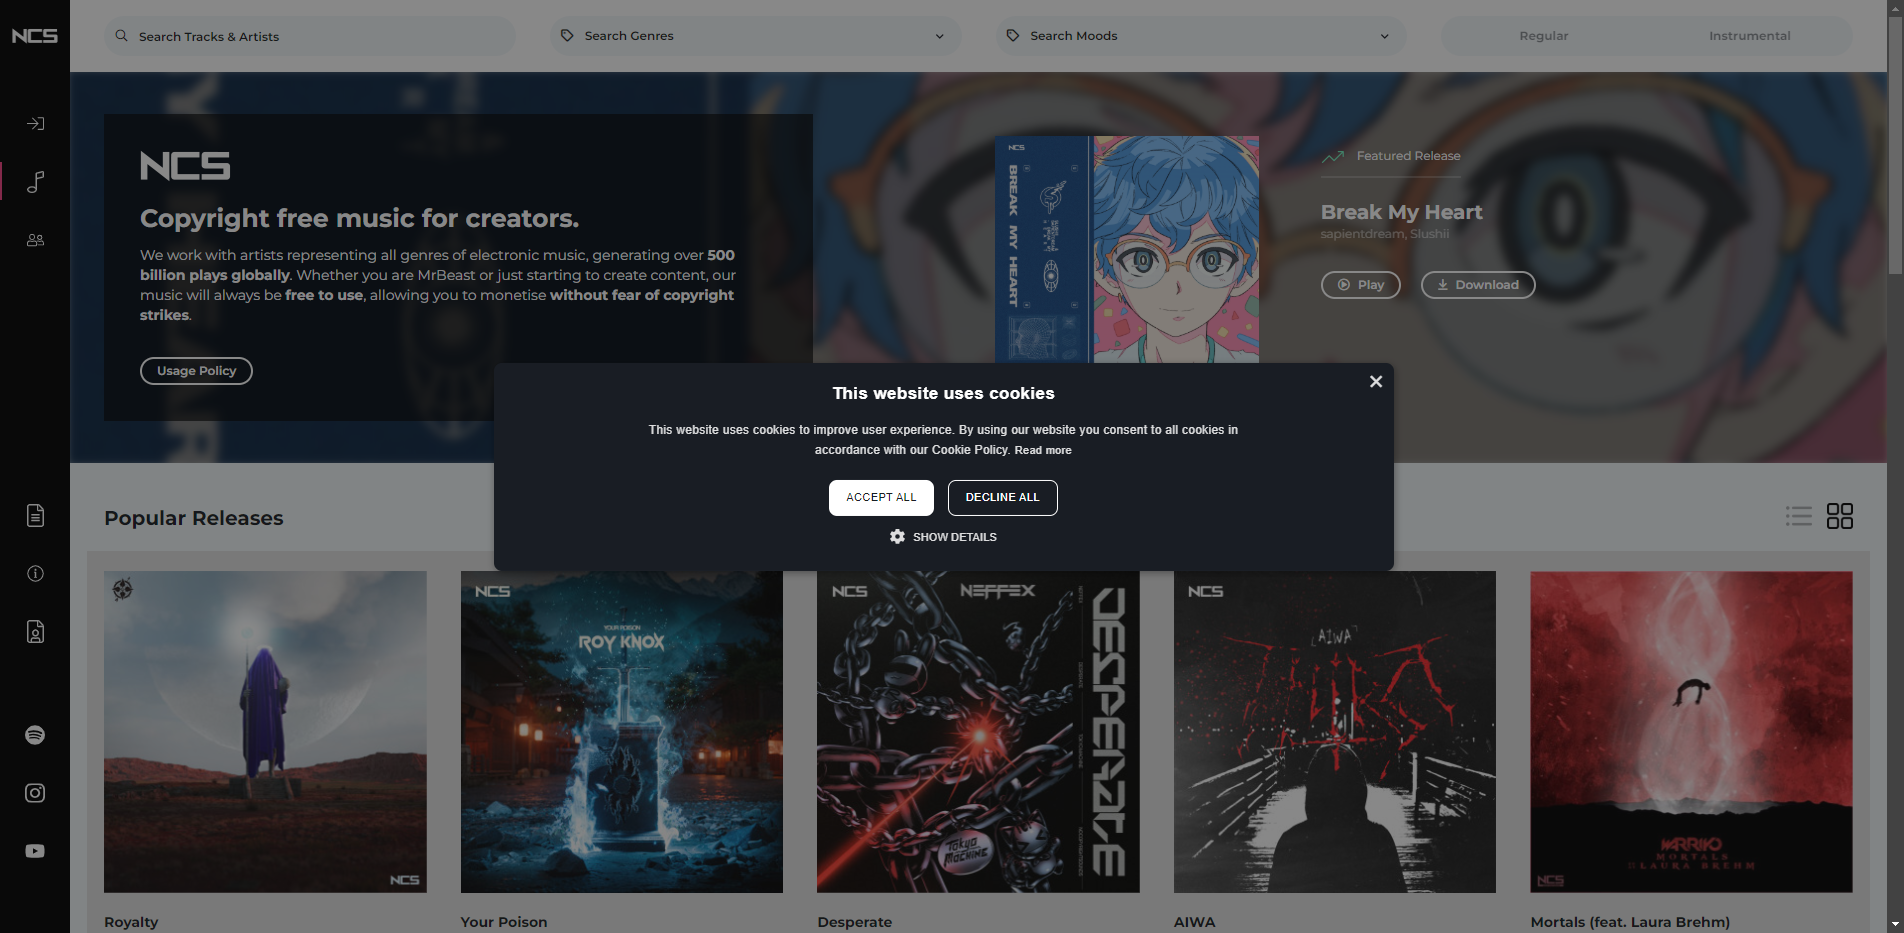 NCS
Search Tracks & Artists
Search Genres
Search Moods
Regular
Instrumental
NCS
Copyright free music for creators.
We work with artists representing all genres of electronic music, generating over 500
billion plays globally. Whether you are MrBeast or just starting to create content, our
music will always be free to use, allowing you to monetise without fear of copyright
strikes.
Usage Policy
NCS
BREAK MY HEART
Featured Release
Break My Heart
sapientdream, Slushii
Play
Download
This website uses cookies
This website uses cookies to improve user experience. By using our website you consent to all cookies in
accordance with our Cookie Policy. Read more
ACCEPT ALL
DECLINE ALL
SHOW DETAILS
Popular Releases
NCS
NCS
YOUR POISON
ROY KNOX
NCS
NEFFEX
DESPERATE
Tokyo
MACHINE
NCS
AIWA
NCS
WARRIYO
MORTALS
LAURA BREHM
Royalty
Your Poison
Desperate
AIWA
Mortals (feat. Laura Brehm)